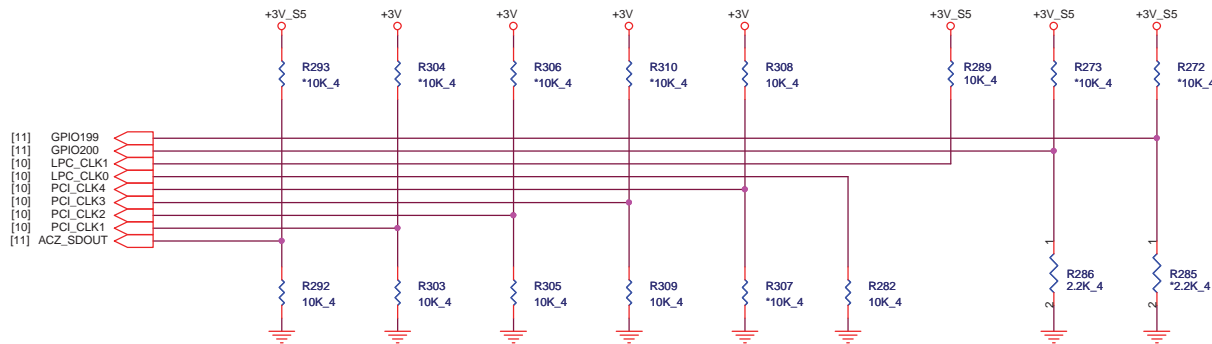 +3V_S5 +3V +3V +3V +3V +3V_S5 +3V_S5 +3V_S5
R293 R304 R306 R310 R308 R289 R273 R272
*10K_4 *10K_4 *10K_4 *10K_4 10K_4 10K_4 *10K_4 *10K_4
[11] GPIO199
[11] GPIO200
[10] LPC_CLK1
[10] LPC_CLK0
[10] PCI_CLK4
[10] PCI_CLK3
[10] PCI_CLK2
[10] PCI_CLK1
[11] ACZ_SDOUT
1 1
R286 R285
2.2K_4 *2.2K_4
R292 R303 R305 R309 R307 R282
10K_4 10K_4 10K_4 10K_4 *10K_4 10K_4
2 2